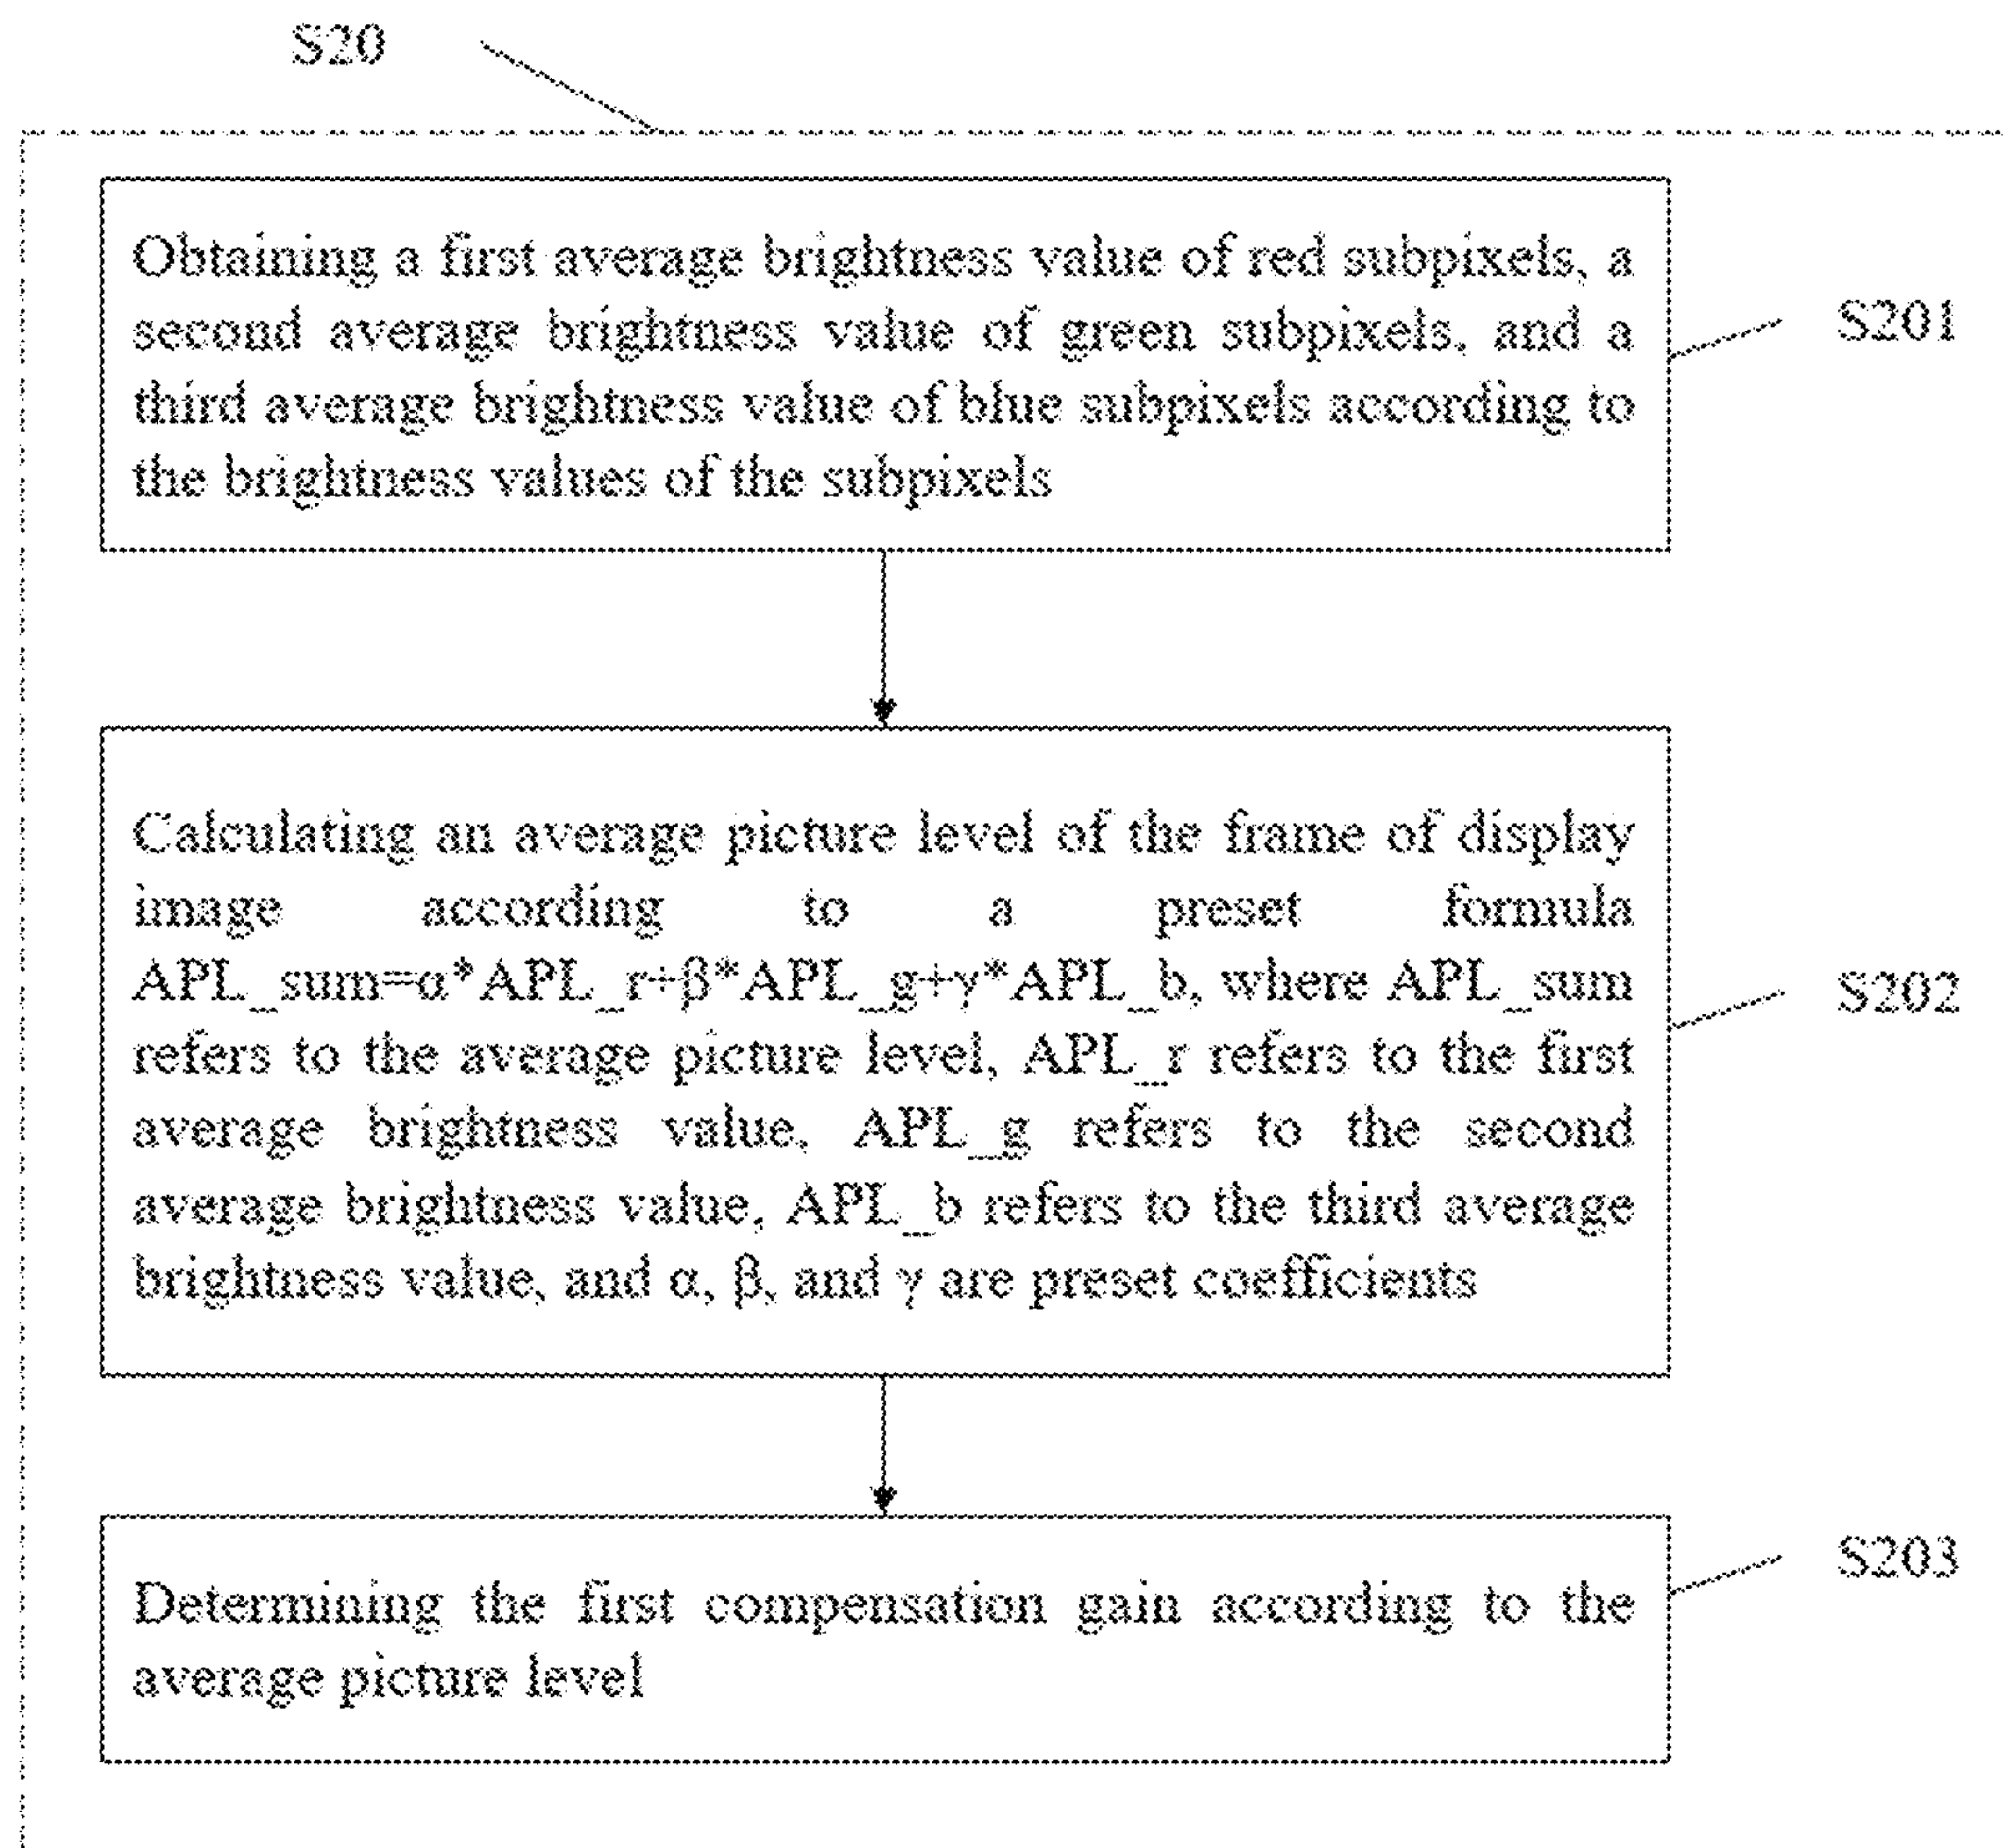 S20
Obtaining a first average brightness value of red subpixels, a
second average brightness value of green subpixels, and a
third average brightness value of blue subpixels according to
the brightness values of the subpixels
S201
Calculating an average picture level of the frame of display
image according to a preset formula
APL_sum=α*APL_r+β*APL_g+γ*APL_b, where APL_sum
refers to the average picture level, APL_r refers to the first
average brightness value, APL_g refers to the second
average brightness value, APL_b refers to the third average
brightness value, and α, β, and γ are preset coefficients
S202
Determining the first compensation gain according to the
average picture level
S203